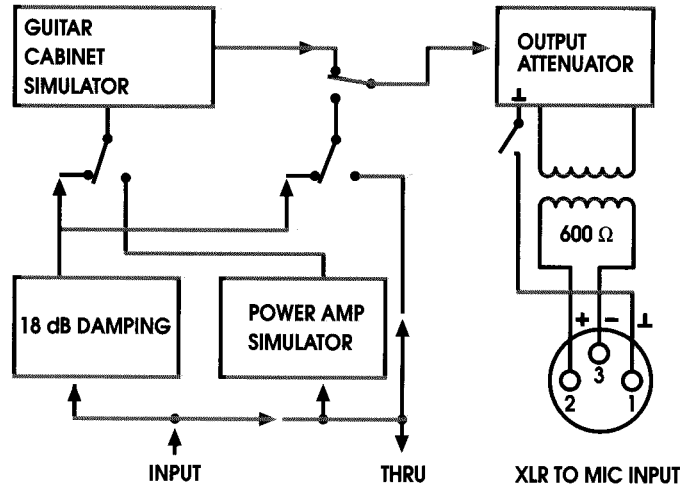 GUITAR
CABINET
SIMULATOR
OUTPUT
ATTENUATOR
⊥
600 Ω
18 dB DAMPING
POWER AMP
SIMULATOR
+ − ⊥
3
2 1
INPUT
THRU
XLR TO MIC INPUT